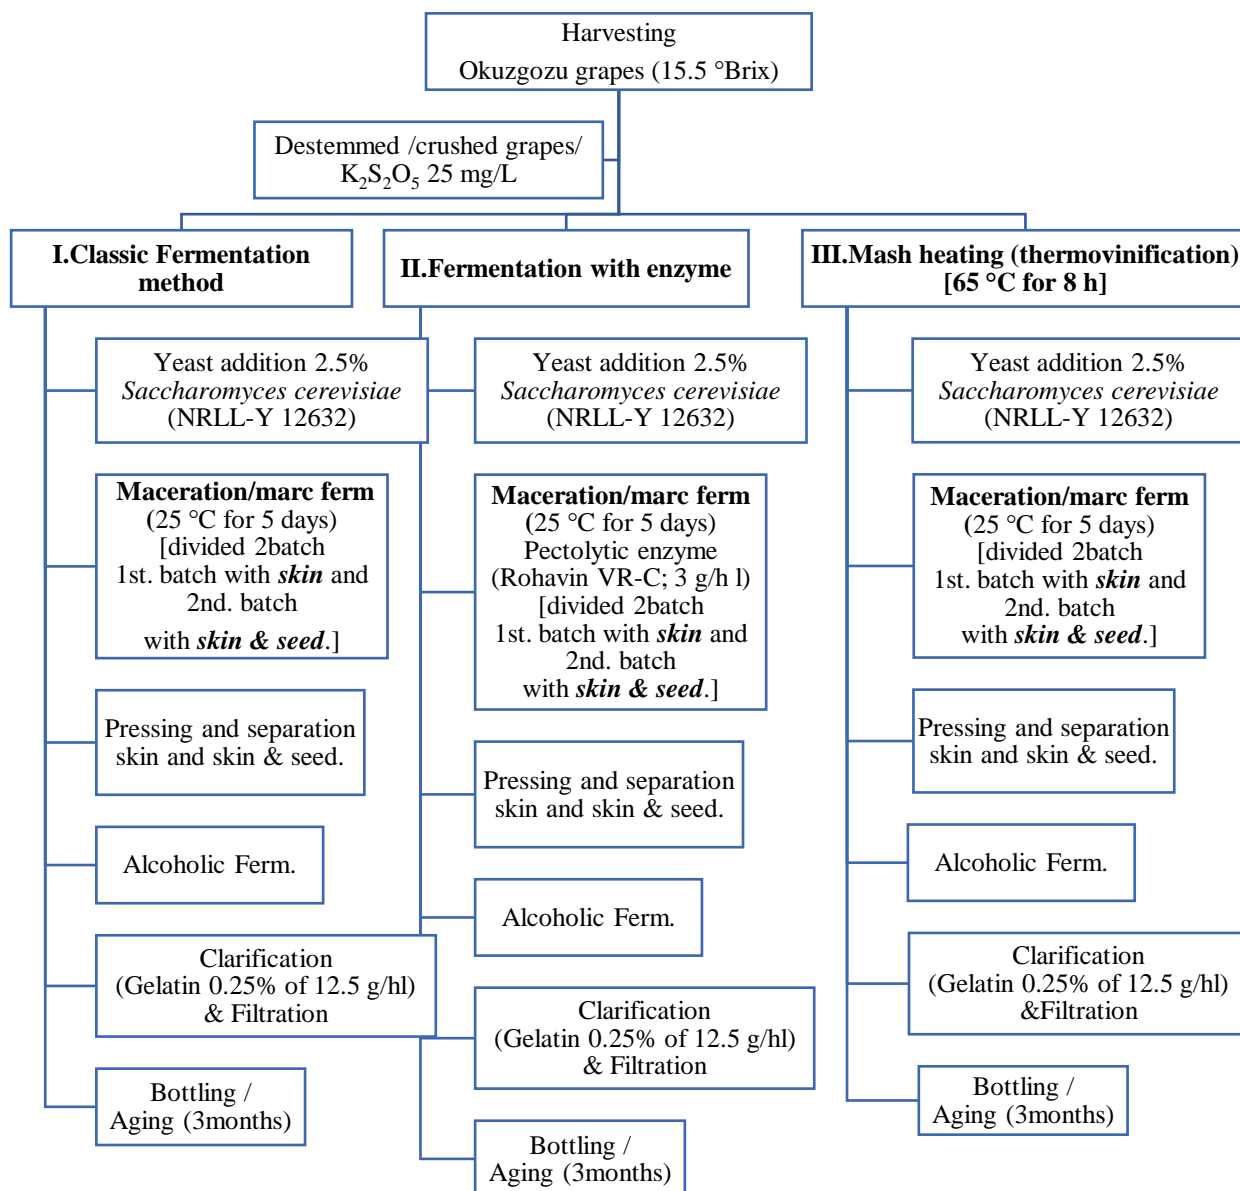 Harvesting
Okuzgozu grapes (15.5 °Brix)
Destemmed /crushed grapes/
K₂S₂O₅ 25 mg/L
I.Classic Fermentation
method
Yeast addition 2.5%
Saccharomyces cerevisiae
(NRLL-Y 12632)
Maceration/marc ferm
(25 °C for 5 days)
[divided 2batch
1st. batch with skin and
2nd. batch
with skin & seed.]
Pressing and separation
skin and skin & seed.
Alcoholic Ferm.
Clarification
(Gelatin 0.25% of 12.5 g/hl)
& Filtration
Bottling /
Aging (3months)
II.Fermentation with enzyme
Yeast addition 2.5%
Saccharomyces cerevisiae
(NRLL-Y 12632)
Maceration/marc ferm
(25 °C for 5 days)
Pectolytic enzyme
(Rohavin VR-C; 3 g/h l)
[divided 2batch
1st. batch with skin and
2nd. batch
with skin & seed.]
Pressing and separation
skin and skin & seed.
Alcoholic Ferm.
Clarification
(Gelatin 0.25% of 12.5 g/hl)
& Filtration
Bottling /
Aging (3months)
III.Mash heating (thermovinification)
[65 °C for 8 h]
Yeast addition 2.5%
Saccharomyces cerevisiae
(NRLL-Y 12632)
Maceration/marc ferm
(25 °C for 5 days)
[divided 2batch
1st. batch with skin and
2nd. batch
with skin & seed.]
Pressing and separation
skin and skin & seed.
Alcoholic Ferm.
Clarification
(Gelatin 0.25% of 12.5 g/hl)
&Filtration
Bottling /
Aging (3months)